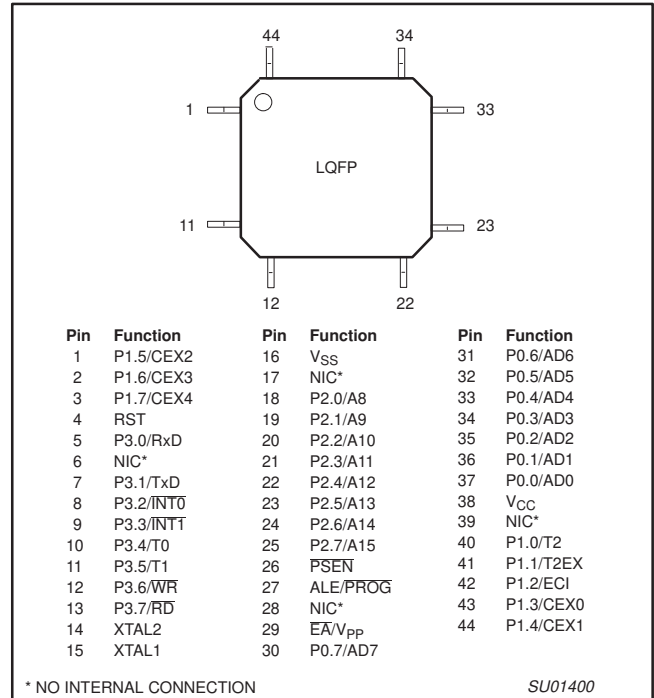 44 34
1 33
LQFP
11 23
12 22
Pin Function Pin Function Pin Function
1 P1.5/CEX2 16 VSS 31 P0.6/AD6
2 P1.6/CEX3 17 NIC* 32 P0.5/AD5
3 P1.7/CEX4 18 P2.0/A8 33 P0.4/AD4
4 RST 19 P2.1/A9 34 P0.3/AD3
5 P3.0/RxD 20 P2.2/A10 35 P0.2/AD2
6 NIC* 21 P2.3/A11 36 P0.1/AD1
7 P3.1/TxD 22 P2.4/A12 37 P0.0/AD0
8 P3.2/INT0 23 P2.5/A13 38 VCC
9 P3.3/INT1 24 P2.6/A14 39 NIC*
10 P3.4/T0 25 P2.7/A15 40 P1.0/T2
11 P3.5/T1 26 PSEN 41 P1.1/T2EX
12 P3.6/WR 27 ALE/PROG 42 P1.2/ECI
13 P3.7/RD 28 NIC* 43 P1.3/CEX0
14 XTAL2 29 EA/VPP 44 P1.4/CEX1
15 XTAL1 30 P0.7/AD7
* NO INTERNAL CONNECTION SU01400